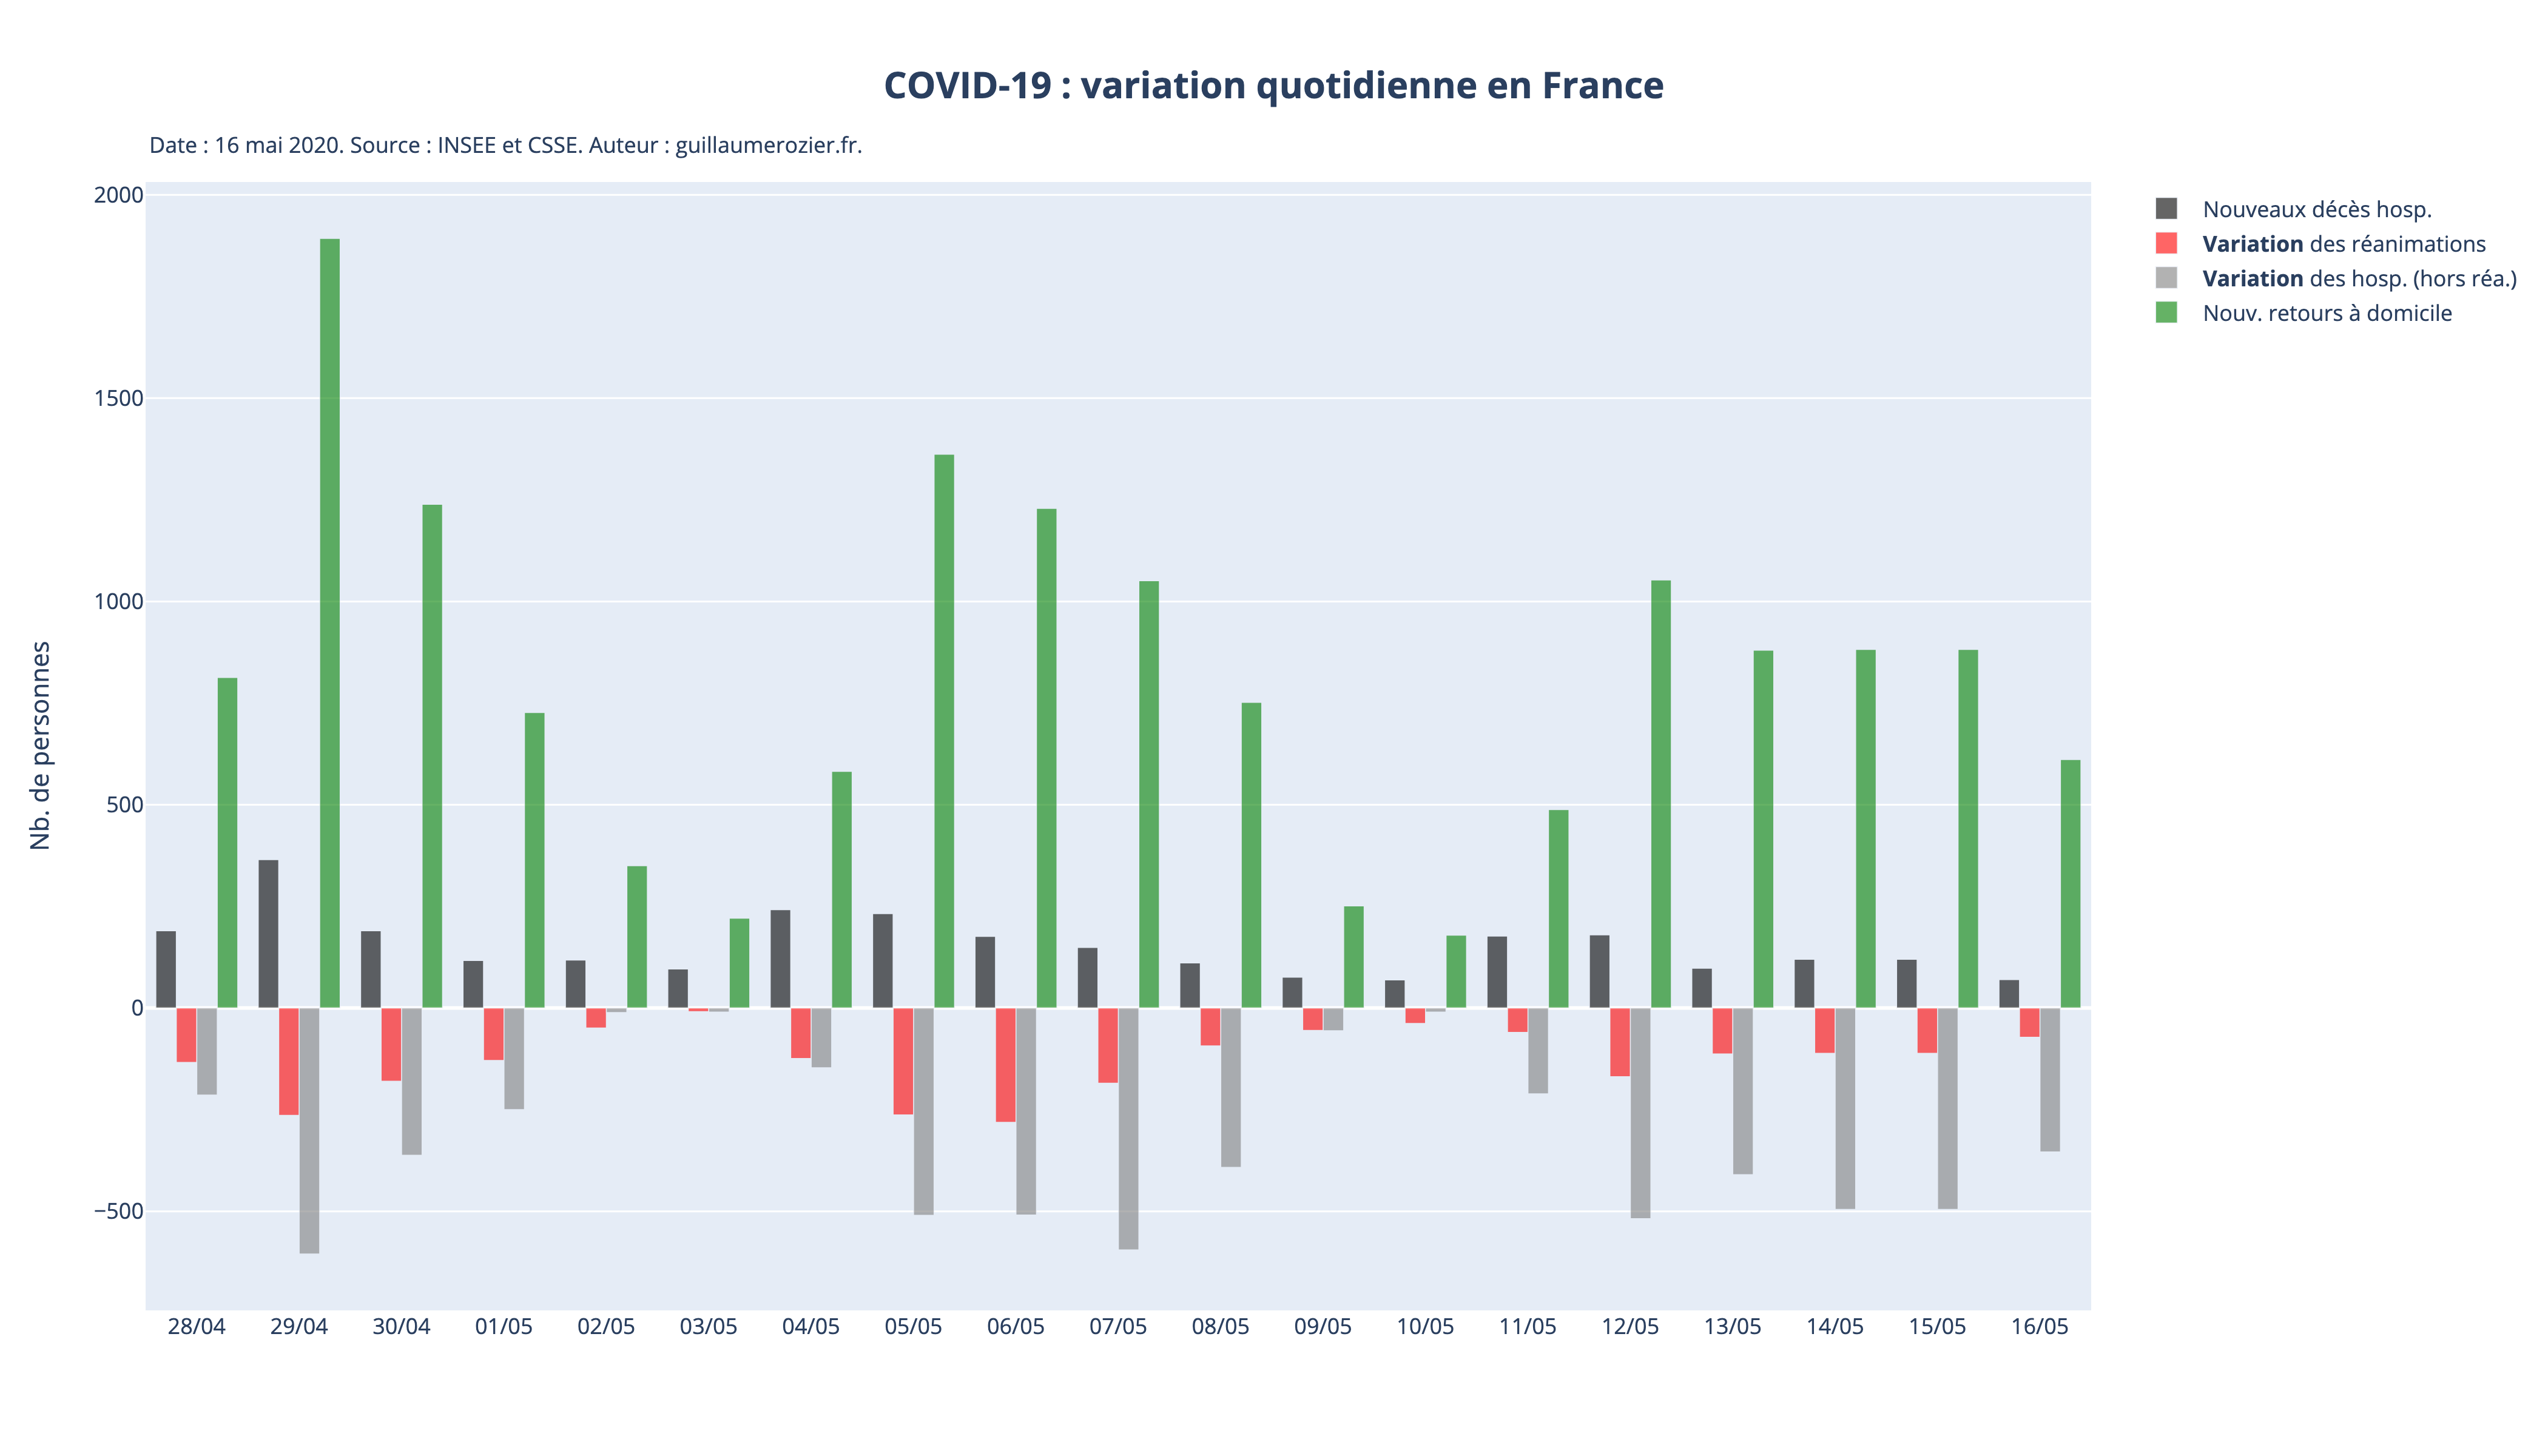 COVID-19 : variation quotidienne en France
Date : 16 mai 2020. Source : INSEE et CSSE. Auteur : guillaumerozier.fr.
Nouveaux décès hosp.
Variation des réanimations
Variation des hosp. (hors réa.)
Nouv. retours à domicile
Nb. de personnes
2000
1500
1000
500
0
−500
28/04 29/04 30/04 01/05 02/05 03/05 04/05 05/05 06/05 07/05 08/05 09/05 10/05 11/05 12/05 13/05 14/05 15/05 16/05